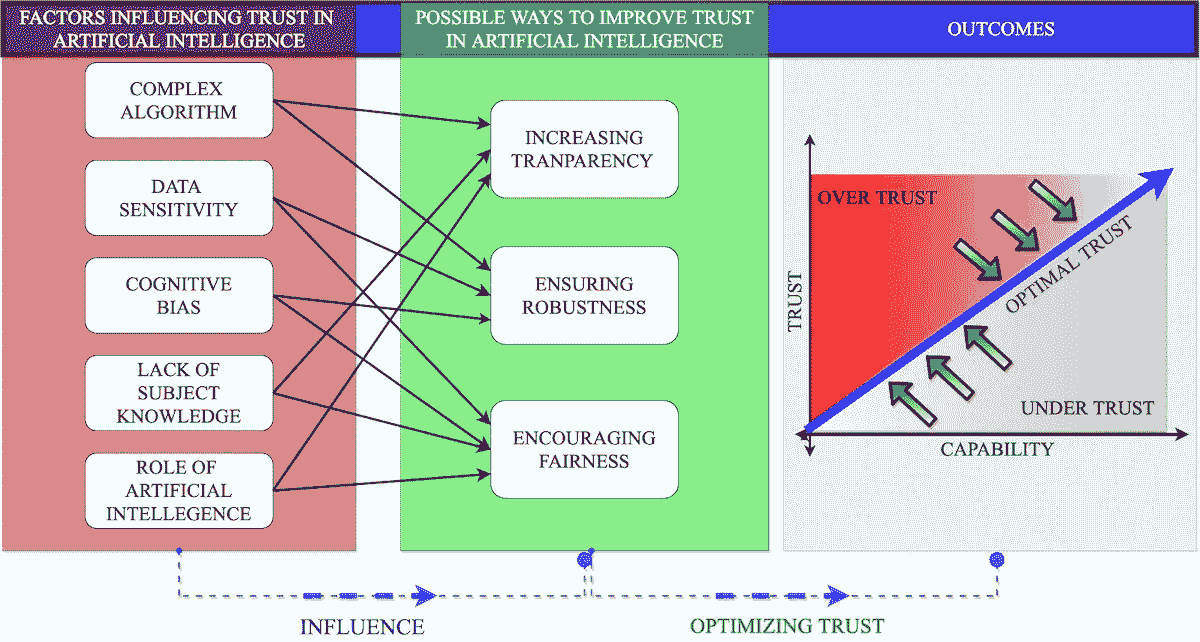 FACTORS INFLUENCING TRUST IN
ARTIFICIAL INTELLIGENCE
POSSIBLE WAYS TO IMPROVE TRUST
IN ARTIFICIAL INTELLIGENCE
OUTCOMES
COMPLEX
ALGORITHM
DATA
SENSITIVITY
COGNITIVE
BIAS
LACK OF
SUBJECT
KNOWLEDGE
ROLE OF
ARTIFICIAL
INTELLEGENCE
INCREASING
TRANPARENCY
ENSURING
ROBUSTNESS
ENCOURAGING
FAIRNESS
OVER TRUST
TRUST
OPTIMAL TRUST
UNDER TRUST
CAPABILITY
INFLUENCE
OPTIMIZING TRUST